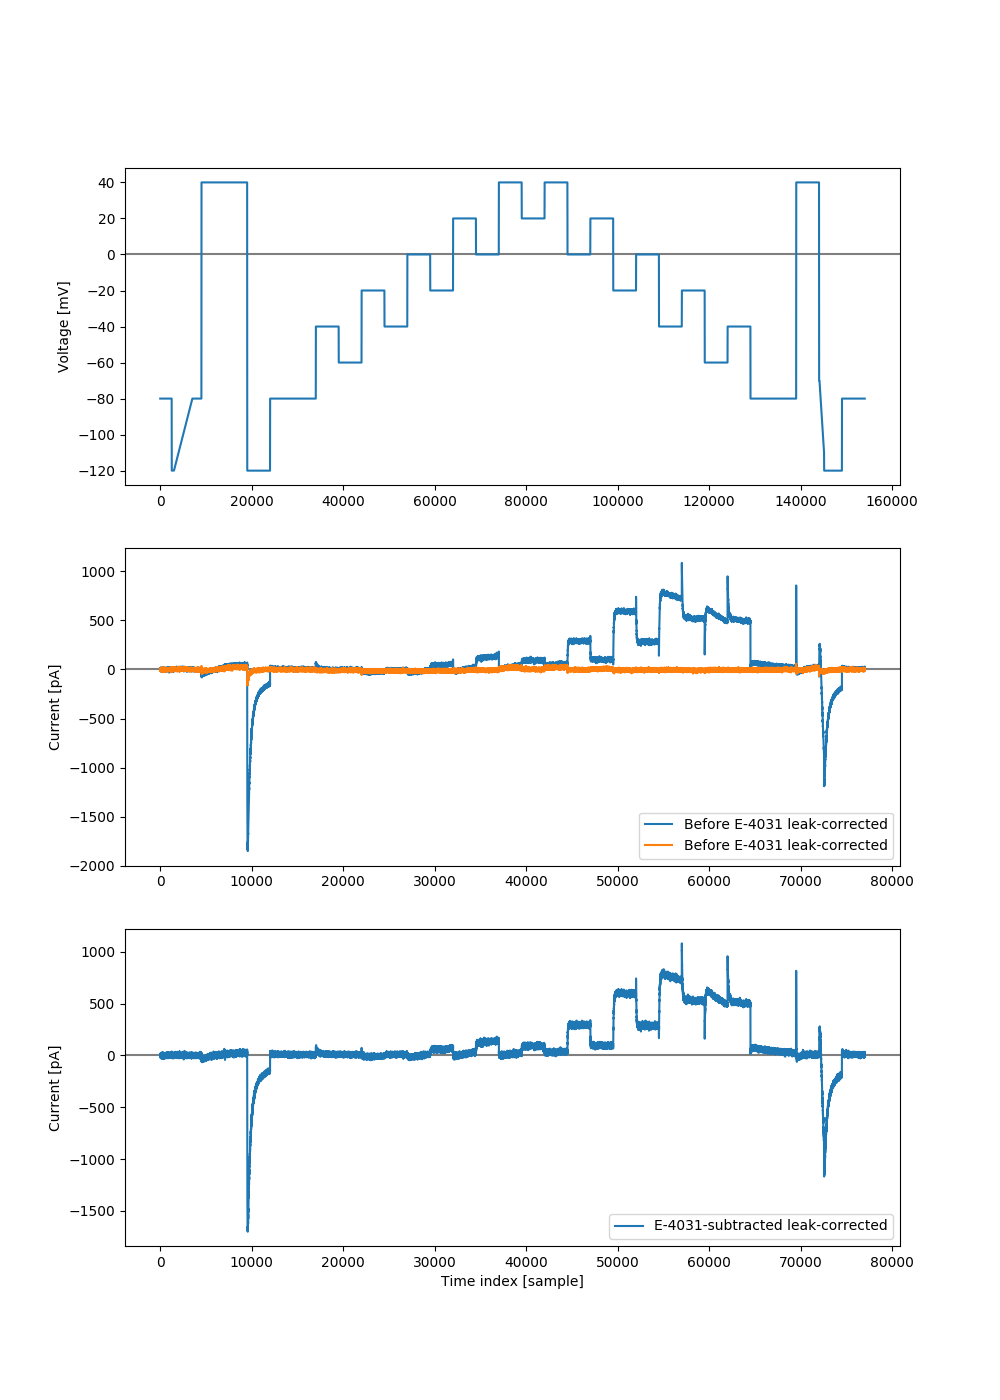 40
20
0
−20
−40
−60
−80
−100
−120
Voltage [mV]
0 20000 40000 60000 80000 100000 120000 140000 160000
1000
500
0
−500
−1000
−1500
−2000
Current [pA]
Before E-4031 leak-corrected
Before E-4031 leak-corrected
0 10000 20000 30000 40000 50000 60000 70000 80000
1000
500
0
−500
−1000
−1500
Current [pA]
E-4031-subtracted leak-corrected
0 10000 20000 30000 40000 50000 60000 70000 80000
Time index [sample]